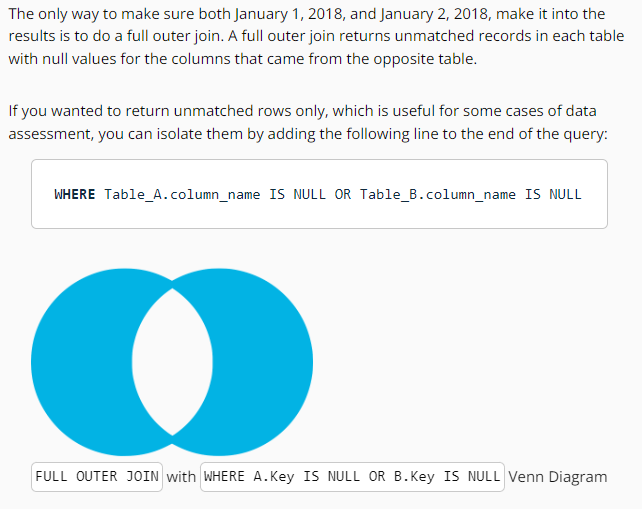 The only way to make sure both January 1, 2018, and January 2, 2018, make it into the
results is to do a full outer join. A full outer join returns unmatched records in each table
with null values for the columns that came from the opposite table.
If you wanted to return unmatched rows only, which is useful for some cases of data
assessment, you can isolate them by adding the following line to the end of the query:
WHERE Table_A.column_name IS NULL OR Table_B.column_name IS NULL
FULL OUTER JOIN with WHERE A.Key IS NULL OR B.Key IS NULL Venn Diagram